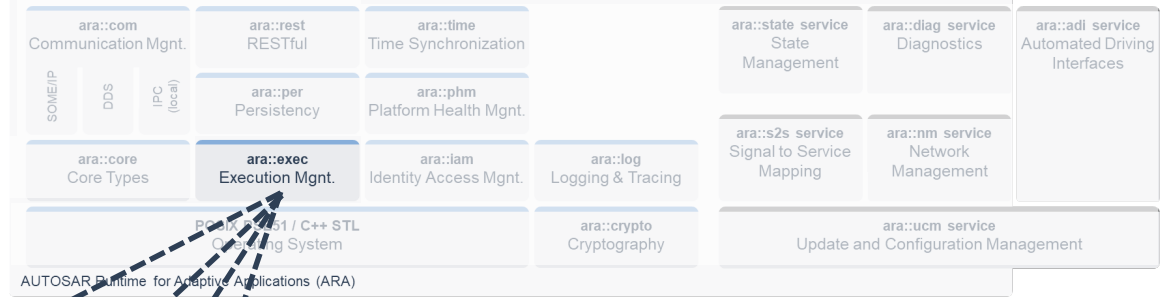 ara::com
Communication Mgnt.
SOME/IP
DDS
IPC
(local)
ara::rest
RESTful
ara::time
Time Synchronization
ara::per
Persistency
ara::phm
Platform Health Mgnt.
ara::core
Core Types
ara::exec
Execution Mgnt.
ara::iam
Identity Access Mgnt.
ara::log
Logging & Tracing
ara::state service
State
Management
ara::diag service
Diagnostics
ara::adi service
Automated Driving
Interfaces
ara::s2s service
Signal to Service
Mapping
ara::nm service
Network
Management
POSIX PSE51 / C++ STL
Operating System
ara::crypto
Cryptography
ara::ucm service
Update and Configuration Management
AUTOSAR Runtime for Adaptive Applications (ARA)